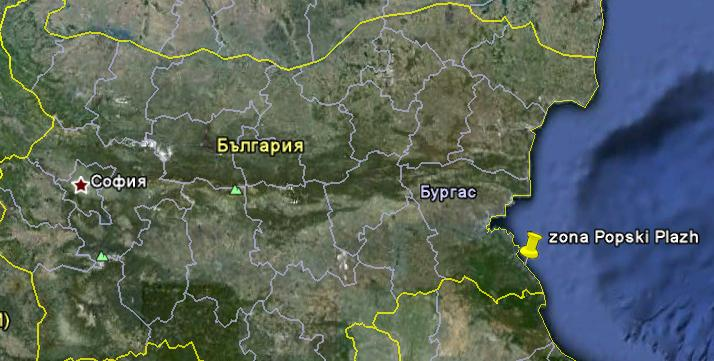 България
София
Бургас
zona Popski Plazh
)